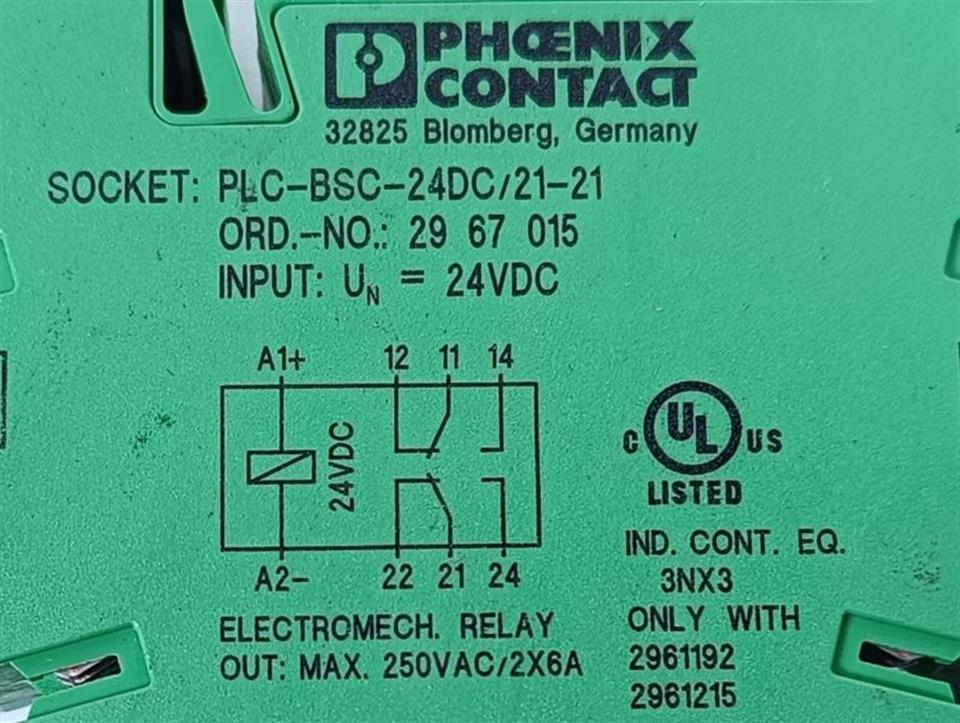 PHŒNIX
CONTACT
32825 Blomberg, Germany
SOCKET: PLC-BSC-24DC/21-21
ORD.-NO.: 29 67 015
INPUT: UN = 24VDC
A1+ 12 11 14
24VDC
A2- 22 21 24
ELECTROMECH. RELAY
OUT: MAX. 250VAC/2X6A
C UL US
LISTED
IND. CONT. EQ.
3NX3
ONLY WITH
2961192
2961215